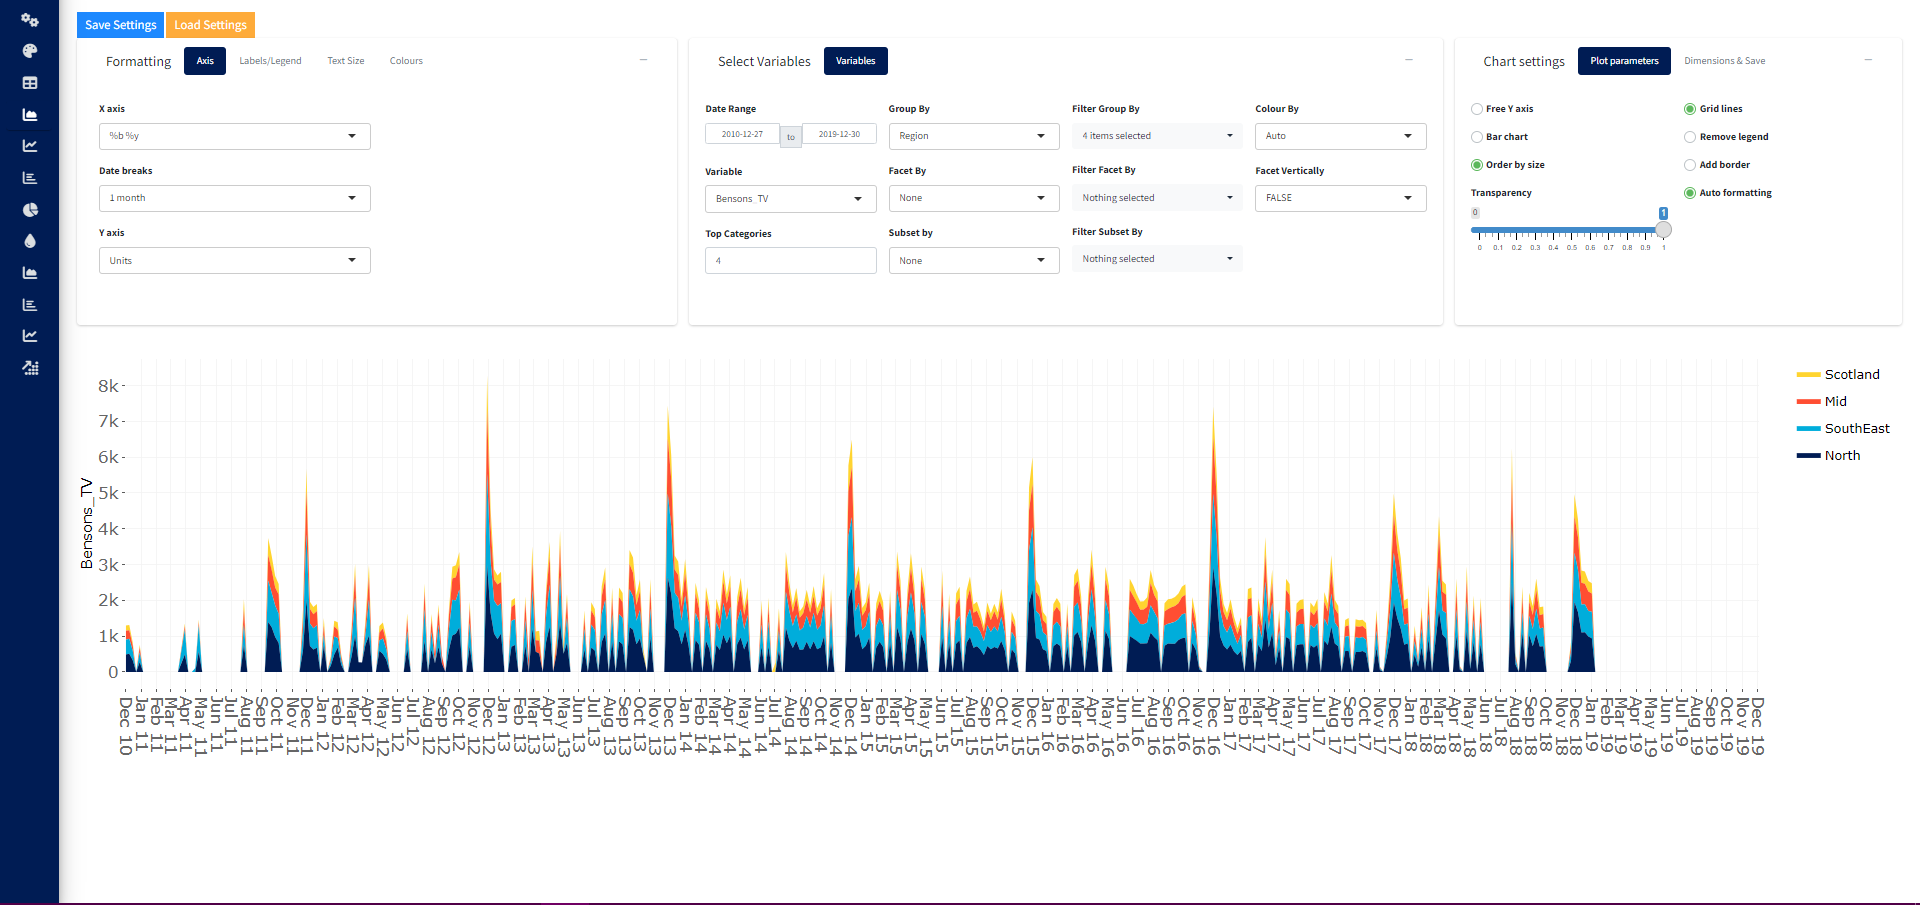 Save Settings Load Settings
Formatting Axis Labels/Legend Text Size Colours
X axis
%b %y
Date breaks
1 month
Y axis
Units
Select Variables Variables
Date Range Group By Filter Group By Colour By
2010-12-27 to 2019-12-30 Region 4 items selected Auto
Variable Facet By Filter Facet By Facet Vertically
Bensons_TV None Nothing selected FALSE
Top Categories Subset by Filter Subset By
4 None Nothing selected
Chart settings Plot parameters Dimensions & Save
Free Y axis Grid lines
Bar chart Remove legend
Order by size Add border
Transparency Auto formatting
0 1
0 0.1 0.2 0.3 0.4 0.5 0.6 0.7 0.8 0.9 1
Bensons_TV
8k
7k
6k
5k
4k
3k
2k
1k
0
Dec 10
Jan 11
Feb 11
Mar 11
Apr 11
May 11
Jun 11
Jul 11
Aug 11
Sep 11
Oct 11
Nov 11
Dec 11
Jan 12
Feb 12
Mar 12
Apr 12
May 12
Jun 12
Jul 12
Aug 12
Sep 12
Oct 12
Nov 12
Dec 12
Jan 13
Feb 13
Mar 13
Apr 13
May 13
Jun 13
Jul 13
Aug 13
Sep 13
Oct 13
Nov 13
Dec 13
Jan 14
Feb 14
Mar 14
Apr 14
May 14
Jun 14
Jul 14
Aug 14
Sep 14
Oct 14
Nov 14
Dec 14
Jan 15
Feb 15
Mar 15
Apr 15
May 15
Jun 15
Jul 15
Aug 15
Sep 15
Oct 15
Nov 15
Dec 15
Jan 16
Feb 16
Mar 16
Apr 16
May 16
Jun 16
Jul 16
Aug 16
Sep 16
Oct 16
Nov 16
Dec 16
Jan 17
Feb 17
Mar 17
Apr 17
May 17
Jun 17
Jul 17
Aug 17
Sep 17
Oct 17
Nov 17
Dec 17
Jan 18
Feb 18
Mar 18
Apr 18
May 18
Jun 18
Jul 18
Aug 18
Sep 18
Oct 18
Nov 18
Dec 18
Jan 19
Feb 19
Mar 19
Apr 19
May 19
Jun 19
Jul 19
Aug 19
Sep 19
Oct 19
Nov 19
Dec 19
Scotland
Mid
SouthEast
North